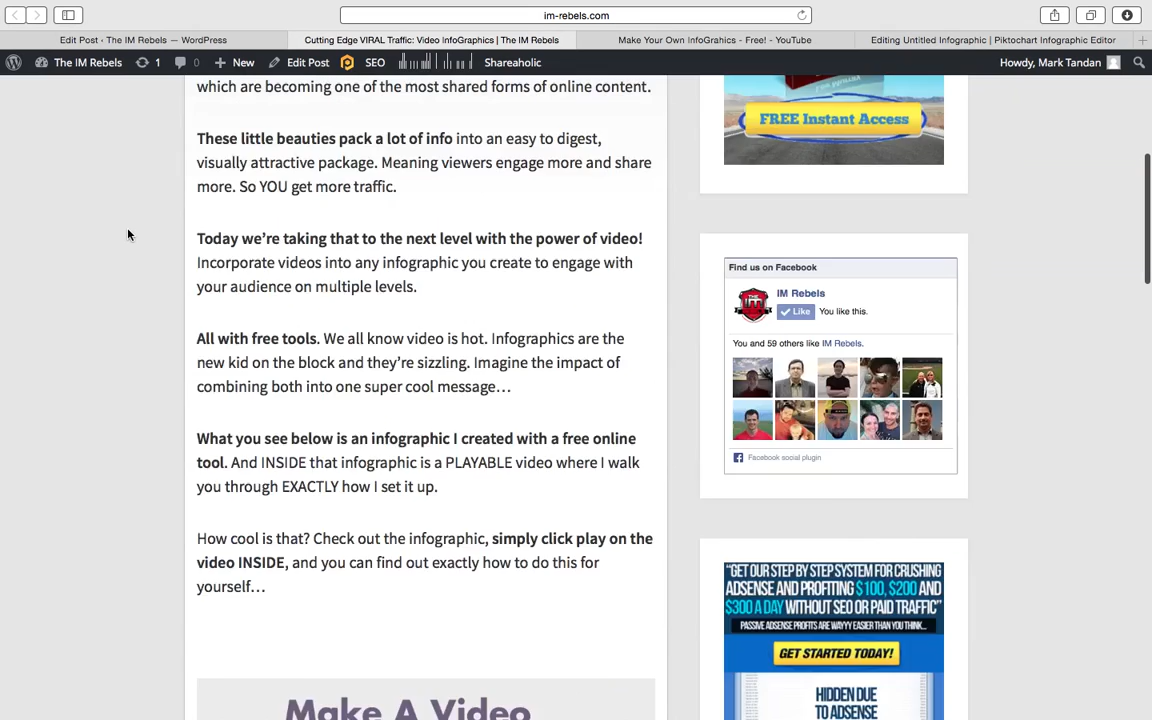 im-rebels.com
Edit Post ‹ The IM Rebels — WordPress
Cutting Edge VIRAL Traffic: Video InfoGraphics | The IM Rebels
Make Your Own InfoGrahics - Free! - YouTube
Editing Untitled Infographic | Piktochart Infographic Editor
The IM Rebels
1
0
New
Edit Post
SEO
Shareaholic
Howdy, Mark Tandan
which are becoming one of the most shared forms of online content.
These little beauties pack a lot of info into an easy to digest,
visually attractive package. Meaning viewers engage more and share
more. So YOU get more traffic.
Today we're taking that to the next level with the power of video!
Incorporate videos into any infographic you create to engage with
your audience on multiple levels.
All with free tools. We all know video is hot. Infographics are the
new kid on the block and they're sizzling. Imagine the impact of
combining both into one super cool message…
What you see below is an infographic I created with a free online
tool. And INSIDE that infographic is a PLAYABLE video where I walk
you through EXACTLY how I set it up.
How cool is that? Check out the infographic, simply click play on the
video INSIDE, and you can find out exactly how to do this for
yourself…
Make A Video
FREE Instant Access
Find us on Facebook
IM Rebels
Like
You like this.
You and 59 others like IM Rebels.
Facebook social plugin
"GET OUR STEP BY STEP SYSTEM FOR CRUSHING
ADSENSE AND PROFITING $100, $200 AND
$300 A DAY WITHOUT SEO OR PAID TRAFFIC"
PASSIVE ADSENSE PROFITS ARE WAYYY EASIER THAN YOU THINK...
GET STARTED TODAY!
HIDDEN DUE
TO ADSENSE